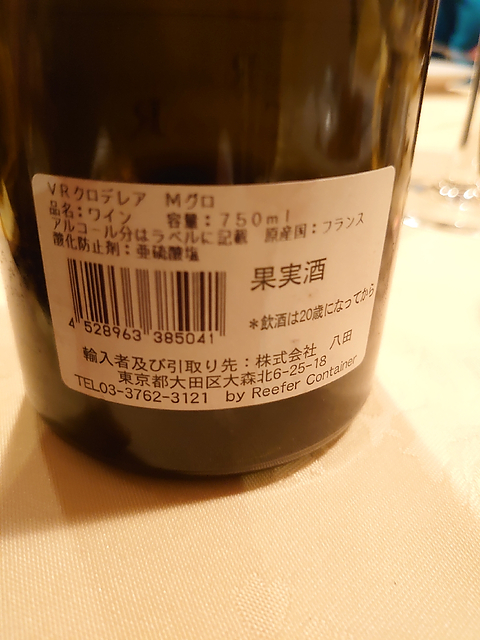 VRクロデレア Mグロ
品名:ワイン 容量:750ml
アルコール分はラベルに記載 原産国:フランス
酸化防止剤:亜硫酸塩
果実酒
4 528963 385041
*飲酒は20歳になってから
輸入者及び引取り先:株式会社 八田
東京都大田区大森北6-25-18
TEL03-3762-3121 by Reefer Container